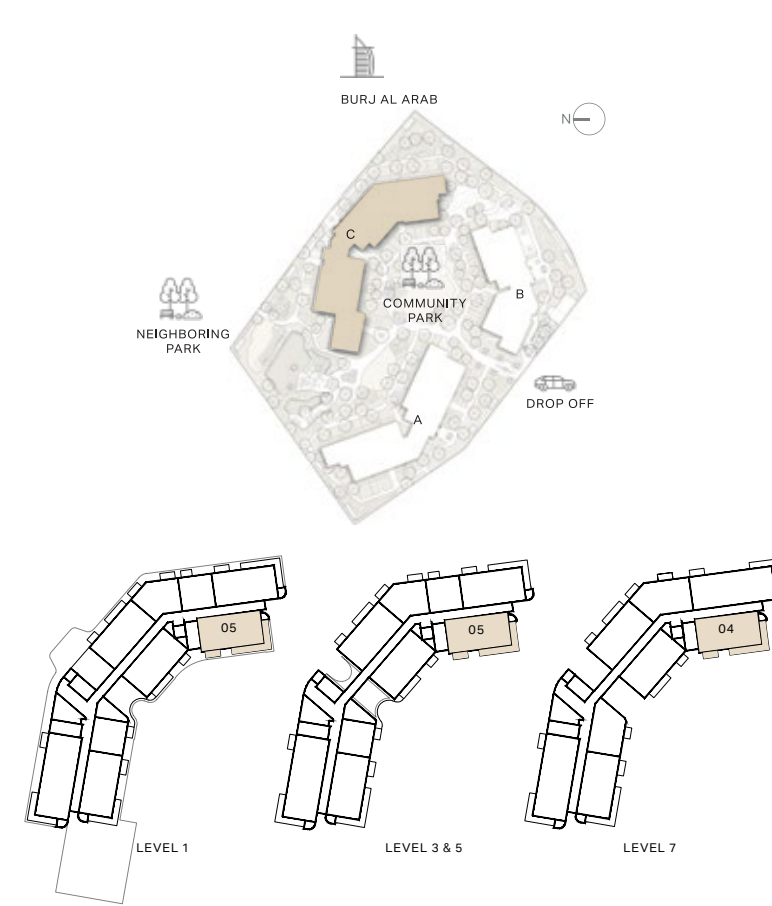 BURJ AL ARAB
N
C
B
COMMUNITY
PARK
NEIGHBORING
PARK
DROP OFF
A
05
05
04
LEVEL 1
LEVEL 3 & 5
LEVEL 7